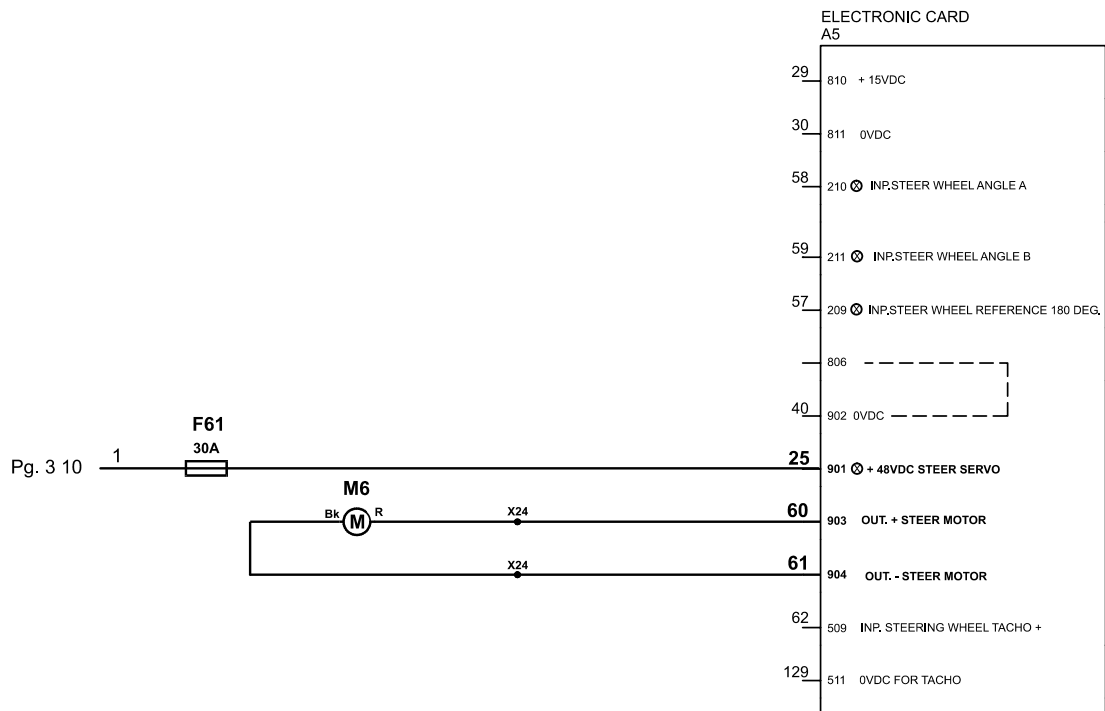 ELECTRONIC CARD
A5
29 810 + 15VDC
30 811 0VDC
58 210 INP.STEER WHEEL ANGLE A
59 211 INP.STEER WHEEL ANGLE B
57 209 INP.STEER WHEEL REFERENCE 180 DEG.
806
40 902 0VDC
F61
30A
Pg. 3 10 1 25 901 + 48VDC STEER SERVO
M6
Bk M R X24 60 903 OUT. + STEER MOTOR
X24 61 904 OUT. - STEER MOTOR
62 509 INP. STEERING WHEEL TACHO +
129 511 0VDC FOR TACHO